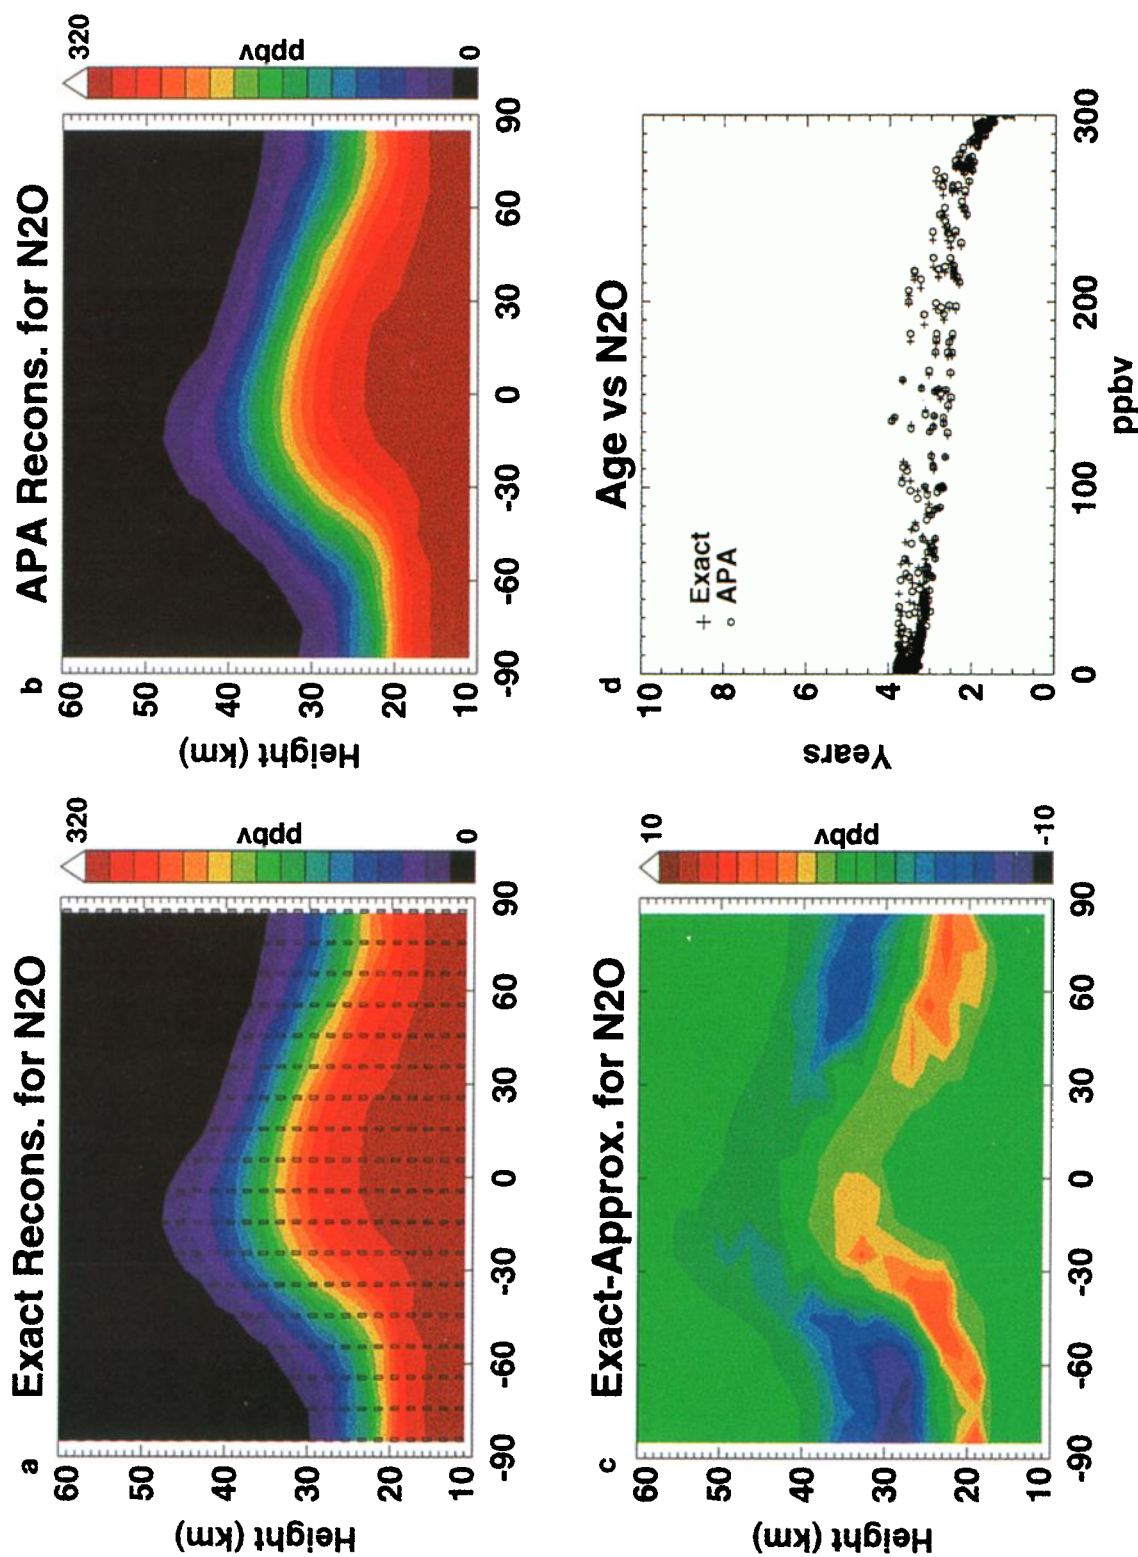 a Exact Recons. for N2O
60
50
40
30
20
10
Height (km)
-90 -60 -30 0 30 60 90
320
ppbv
0
b APA Recons. for N2O
60
50
40
30
20
10
Height (km)
-90 -60 -30 0 30 60 90
320
ppbv
0
c Exact-Approx. for N2O
60
50
40
30
20
10
Height (km)
-90 -60 -30 0 30 60 90
10
ppbv
-10
d Age vs N2O
10
8
6
4
2
0
Years
+ Exact
o APA
0 100 200 300
ppbv